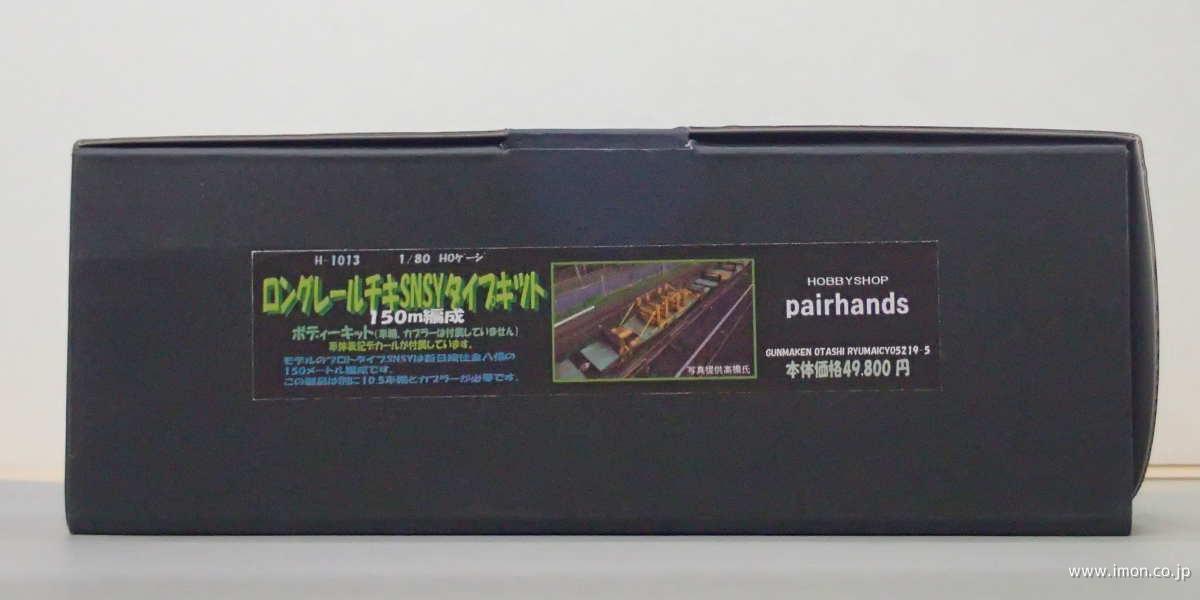 H-1013 1/80 HOゲージ
ロングレールチキSNSYタイプキット
150m編成
ボディーキット(車輪、カプラーは付属していません)
車体表記デカールが付属しています。
モデルのプロトタイプSNSYは新日鐵住金八幡の
150メートル編成です。
この製品は別に10.5車輪とカプラーが必要です。
写真提供高橋氏
HOBBYSHOP
pairhands
GUNMAKEN OTASHI RYUMAICYO5219-5
本体価格49.800 円
www.imon.co.jp